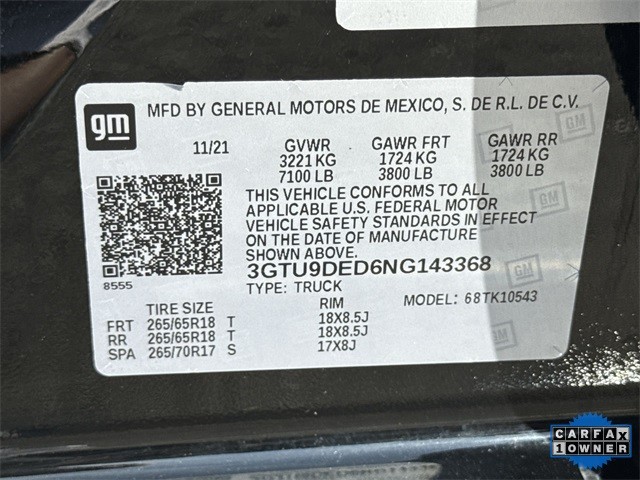 gm
MFD BY GENERAL MOTORS DE MEXICO, S. DE R.L. DE C.V.
11/21 GVWR GAWR FRT GAWR RR
3221 KG 1724 KG 1724 KG
7100 LB 3800 LB 3800 LB
THIS VEHICLE CONFORMS TO ALL
APPLICABLE U.S. FEDERAL MOTOR
VEHICLE SAFETY STANDARDS IN EFFECT
ON THE DATE OF MANUFACTURE
SHOWN ABOVE.
8555
3GTU9DED6NG143368
TYPE: TRUCK MODEL: 68TK10543
TIRE SIZE RIM
FRT 265/65R18 T 18X8.5J
RR 265/65R18 T 18X8.5J
SPA 265/70R17 S 17X8J
CARFAX
1 OWNER